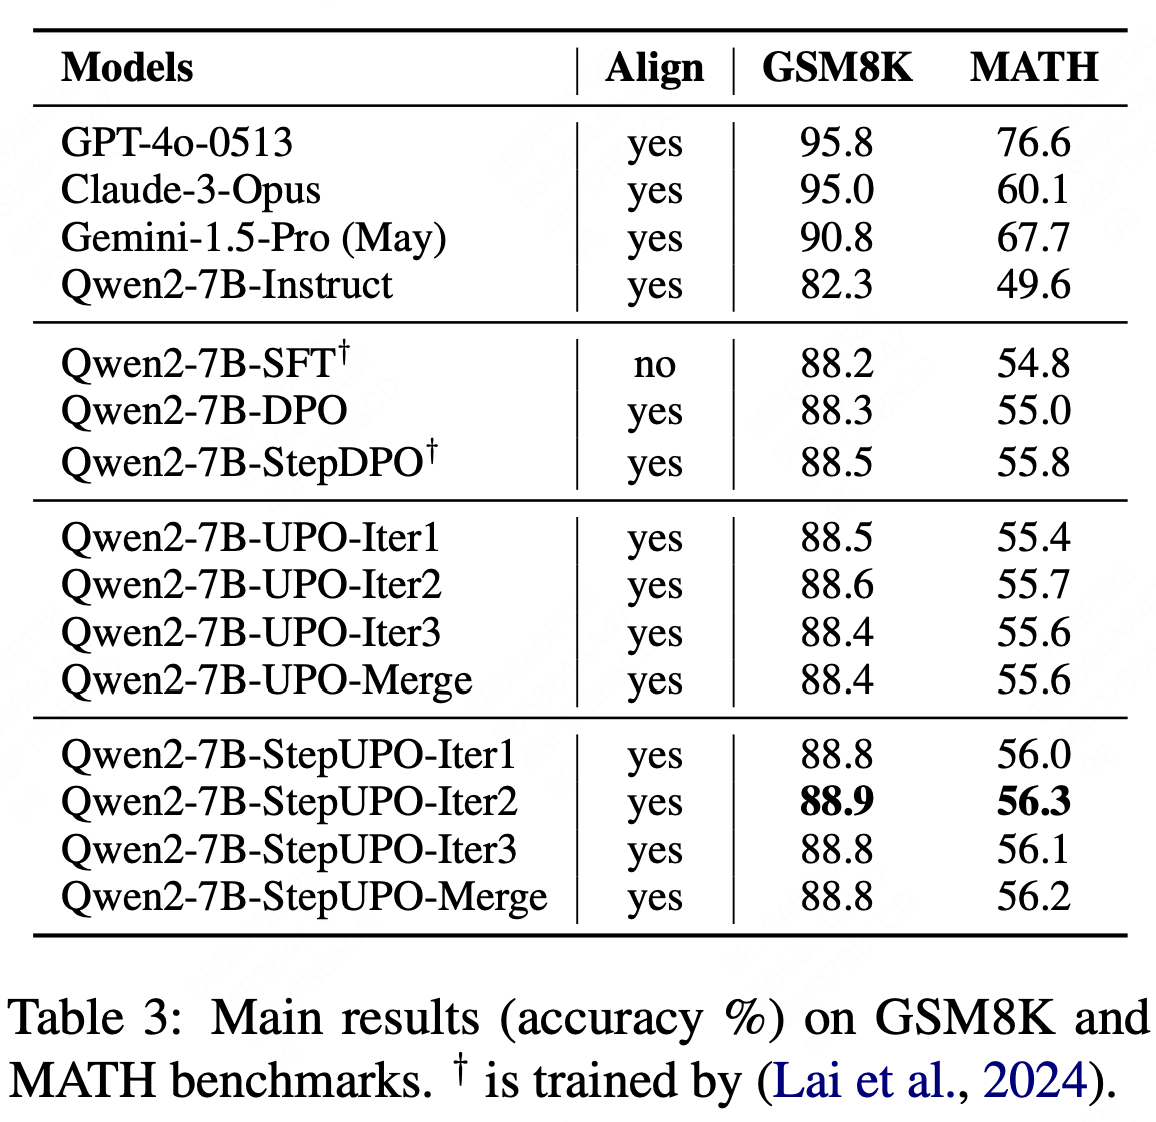 Models Align GSM8K MATH
GPT-4o-0513 yes 95.8 76.6
Claude-3-Opus yes 95.0 60.1
Gemini-1.5-Pro (May) yes 90.8 67.7
Qwen2-7B-Instruct yes 82.3 49.6
Qwen2-7B-SFT† no 88.2 54.8
Qwen2-7B-DPO yes 88.3 55.0
Qwen2-7B-StepDPO† yes 88.5 55.8
Qwen2-7B-UPO-Iter1 yes 88.5 55.4
Qwen2-7B-UPO-Iter2 yes 88.6 55.7
Qwen2-7B-UPO-Iter3 yes 88.4 55.6
Qwen2-7B-UPO-Merge yes 88.4 55.6
Qwen2-7B-StepUPO-Iter1 yes 88.8 56.0
Qwen2-7B-StepUPO-Iter2 yes 88.9 56.3
Qwen2-7B-StepUPO-Iter3 yes 88.8 56.1
Qwen2-7B-StepUPO-Merge yes 88.8 56.2
Table 3: Main results (accuracy %) on GSM8K and
MATH benchmarks. † is trained by (Lai et al., 2024).